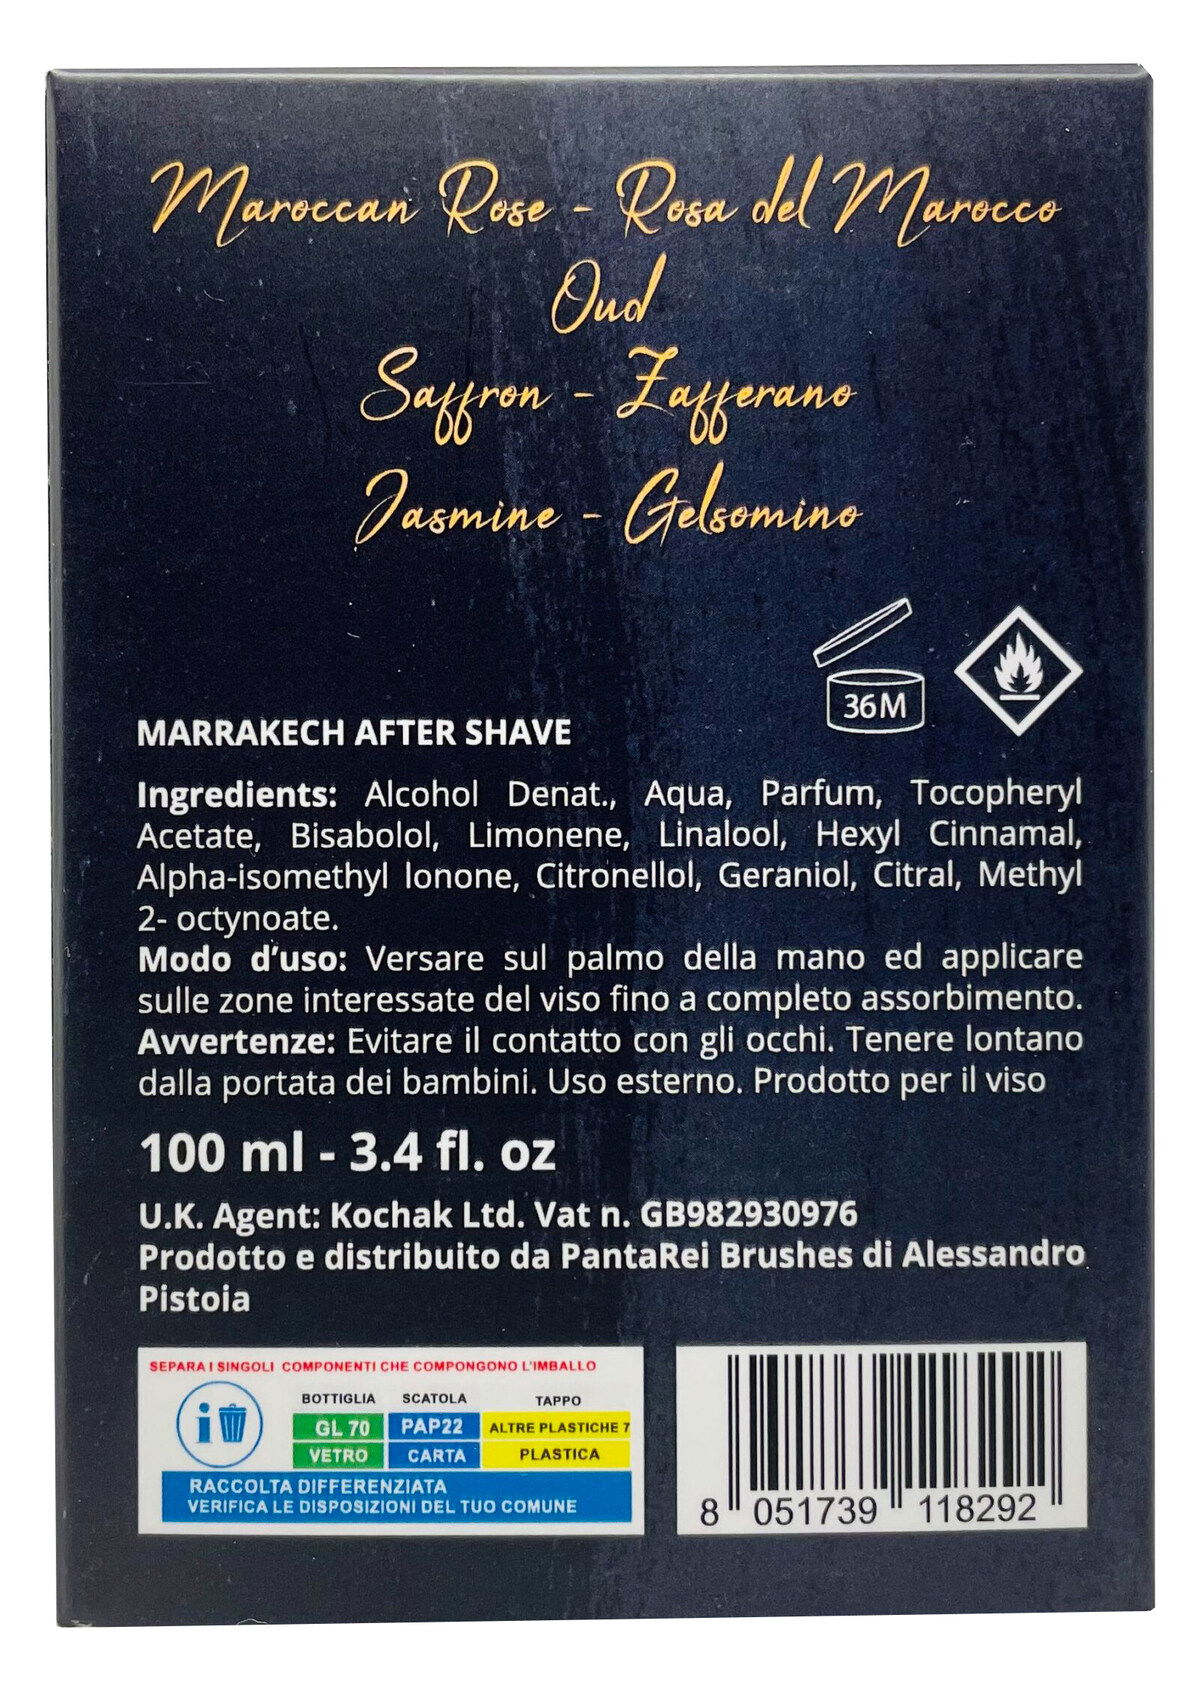 Maroccan Rose - Rosa del Marocco
Oud
Saffron - Zafferano
Jasmine - Gelsomino
36M
MARRAKECH AFTER SHAVE
Ingredients: Alcohol Denat., Aqua, Parfum, Tocopheryl
Acetate, Bisabolol, Limonene, Linalool, Hexyl Cinnamal,
Alpha-isomethyl lonone, Citronellol, Geraniol, Citral, Methyl
2- octynoate.
Modo d'uso: Versare sul palmo della mano ed applicare
sulle zone interessate del viso fino a completo assorbimento.
Avvertenze: Evitare il contatto con gli occhi. Tenere lontano
dalla portata dei bambini. Uso esterno. Prodotto per il viso
100 ml - 3.4 fl. oz
U.K. Agent: Kochak Ltd. Vat n. GB982930976
Prodotto e distribuito da PantaRei Brushes di Alessandro
Pistoia
SEPARA I SINGOLI COMPONENTI CHE COMPONGONO L'IMBALLO
BOTTIGLIA SCATOLA TAPPO
GL 70 PAP22 ALTRE PLASTICHE 7
VETRO CARTA PLASTICA
RACCOLTA DIFFERENZIATA
VERIFICA LE DISPOSIZIONI DEL TUO COMUNE
8 051739 118292